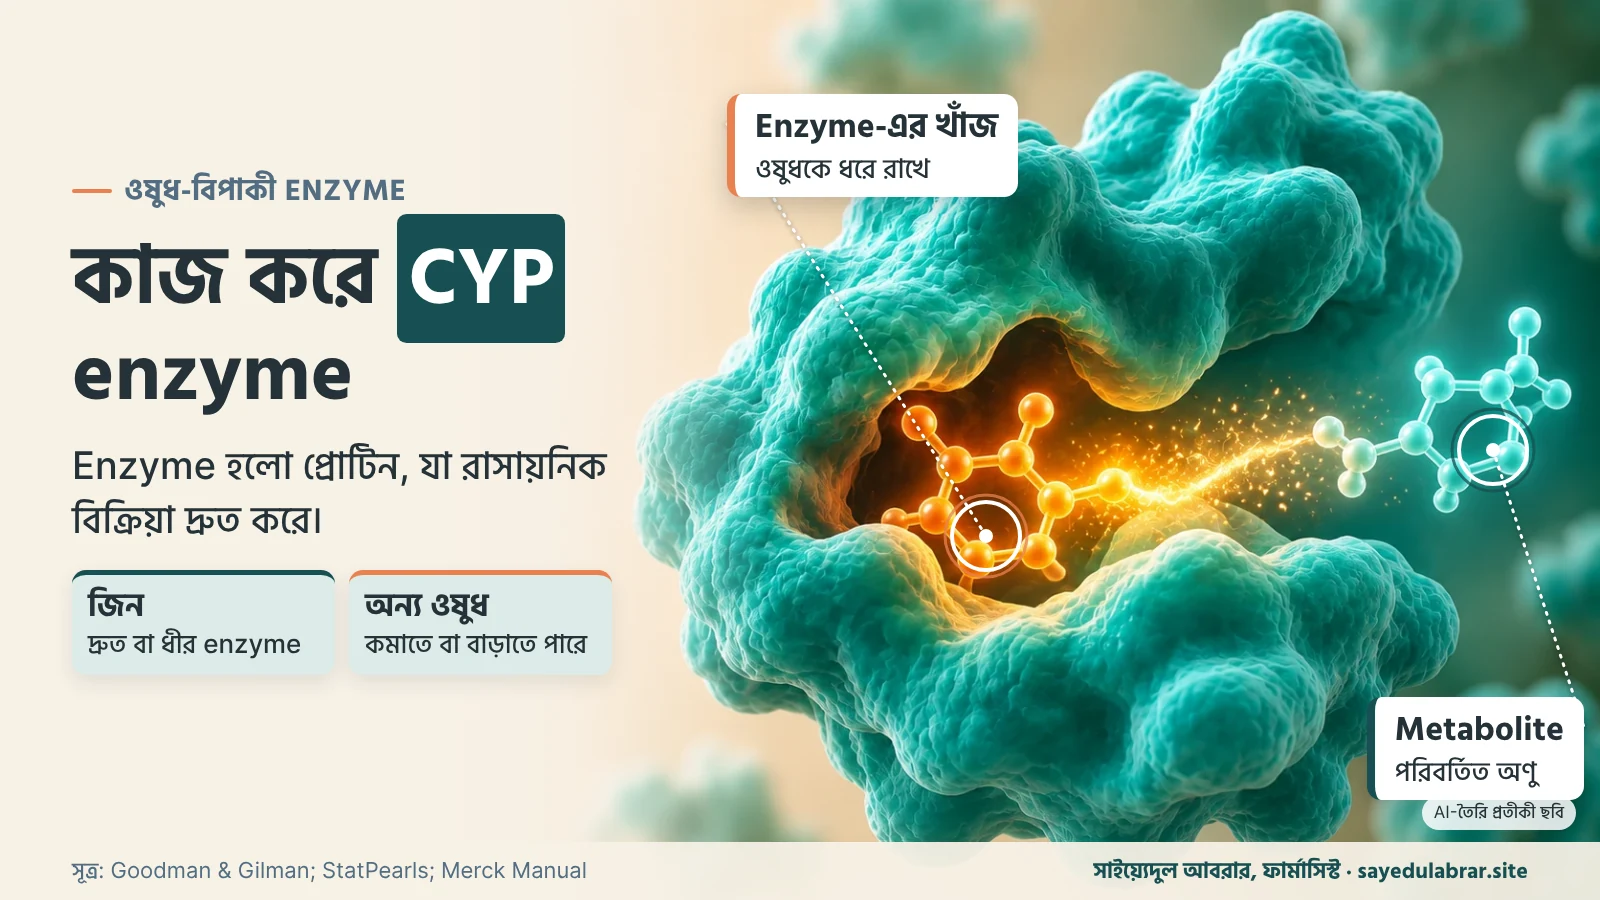 ওষুধ-বিপাকী ENZYME
কাজ করে CYP
enzyme
Enzyme হলো প্রোটিন, যা রাসায়নিক
বিক্রিয়া দ্রুত করে।
জিন
দ্রুত বা ধীর enzyme
অন্য ওষুধ
কমাতে বা বাড়াতে পারে
Enzyme-এর খাঁজ
ওষুধকে ধরে রাখে
Metabolite
পরিবর্তিত অণু
AI-তৈরি প্রতীকী ছবি
সূত্র: Goodman & Gilman; StatPearls; Merck Manual
সাইয়্যেদুল আবরার, ফার্মাসিস্ট · sayedulabrar.site